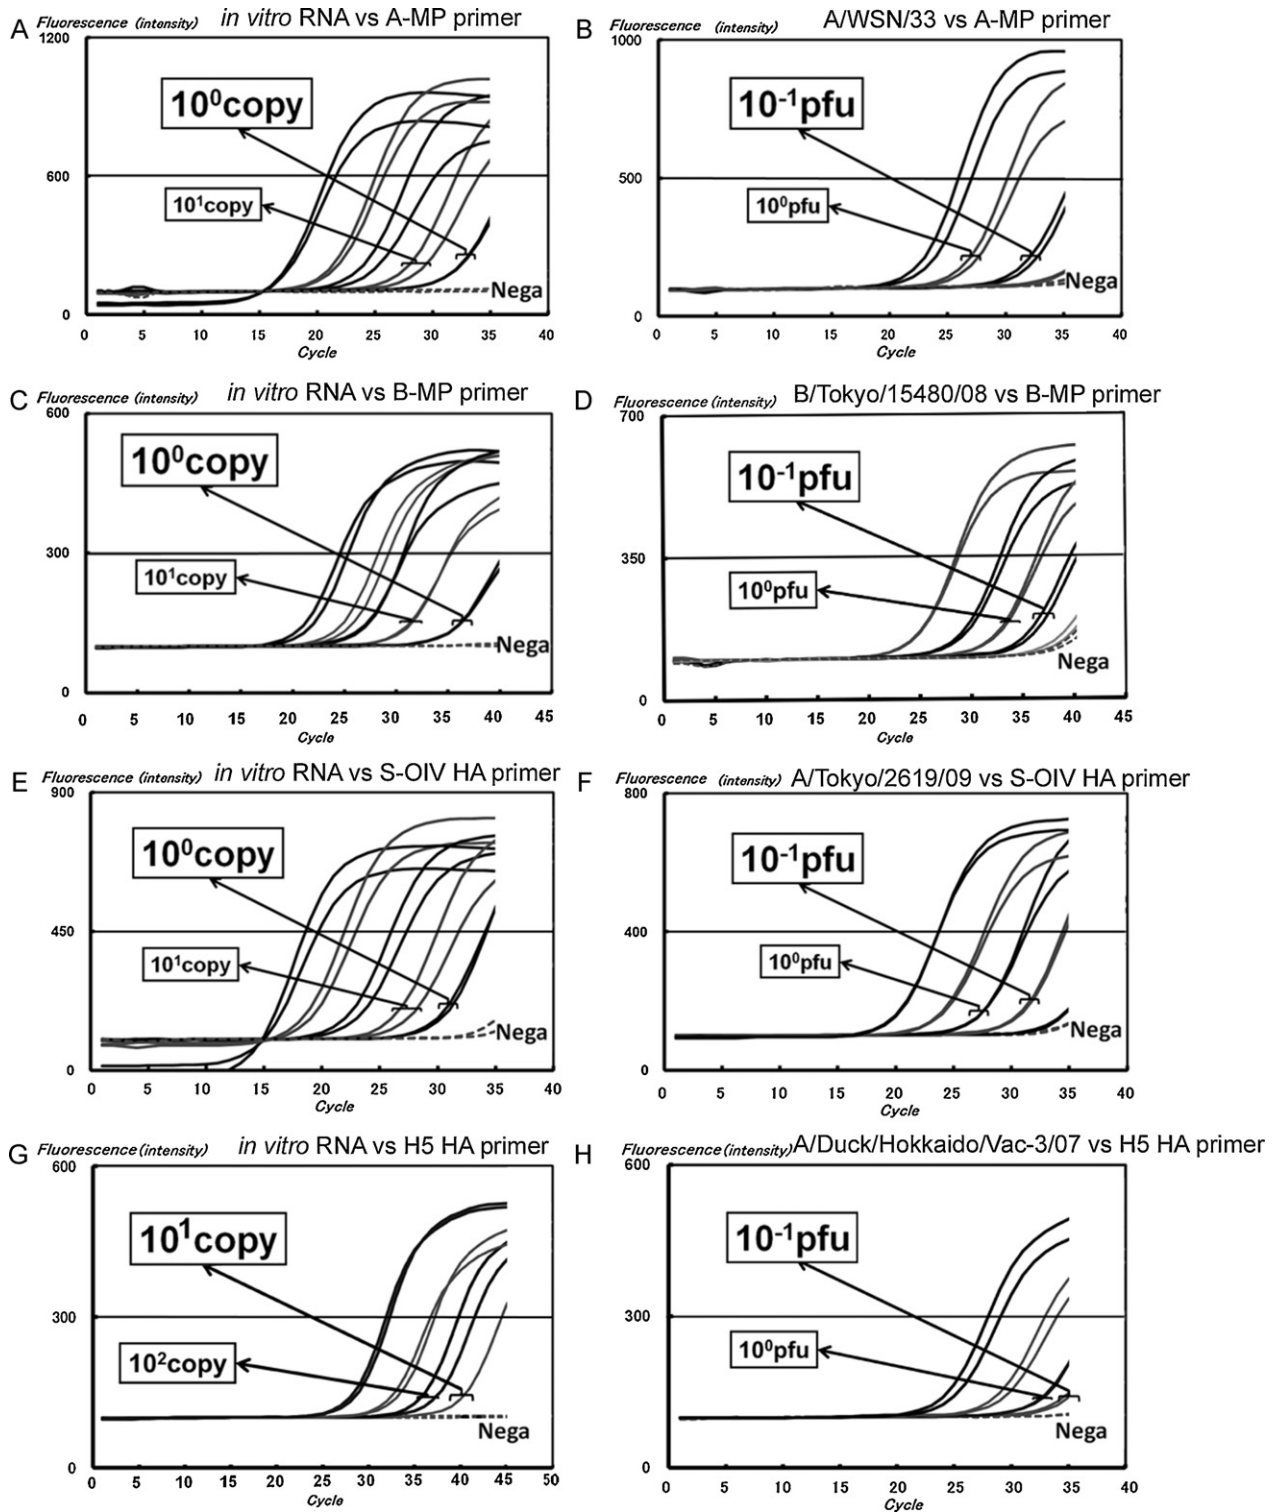 A Fluorescence (intensity) in vitro RNA vs A-MP primer
1200
600
0
10⁰copy
10¹copy
Nega
0 5 10 15 20 25 30 35 40
Cycle
B Fluorescence (intensity) A/WSN/33 vs A-MP primer
1000
500
0
10⁻¹pfu
10⁰pfu
Nega
0 5 10 15 20 25 30 35 40
Cycle
C Fluorescence (intensity) in vitro RNA vs B-MP primer
600
300
0
10⁰copy
10¹copy
Nega
0 5 10 15 20 25 30 35 40 45
Cycle
D Fluorescence (intensity) B/Tokyo/15480/08 vs B-MP primer
700
350
0
10⁻¹pfu
10⁰pfu
Nega
0 5 10 15 20 25 30 35 40 45
Cycle
E Fluorescence (intensity) in vitro RNA vs S-OIV HA primer
900
450
0
10⁰copy
10¹copy
Nega
0 5 10 15 20 25 30 35 40
Cycle
F Fluorescence (intensity) A/Tokyo/2619/09 vs S-OIV HA primer
800
400
0
10⁻¹pfu
10⁰pfu
Nega
0 5 10 15 20 25 30 35 40
Cycle
G Fluorescence (intensity) in vitro RNA vs H5 HA primer
600
300
0
10¹copy
10²copy
Nega
0 5 10 15 20 25 30 35 40 45 50
Cycle
H Fluorescence (intensity) A/Duck/Hokkaido/Vac-3/07 vs H5 HA primer
600
300
0
10⁻¹pfu
10⁰pfu
Nega
0 5 10 15 20 25 30 35 40
Cycle